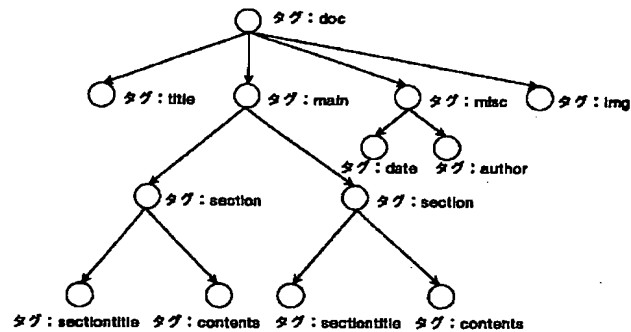 タグ：doc
タグ：title
タグ：main
タグ：misc
タグ：img
タグ：date
タグ：author
タグ：section
タグ：section
タグ：sectiontitle
タグ：contents
タグ：sectiontitle
タグ：contents